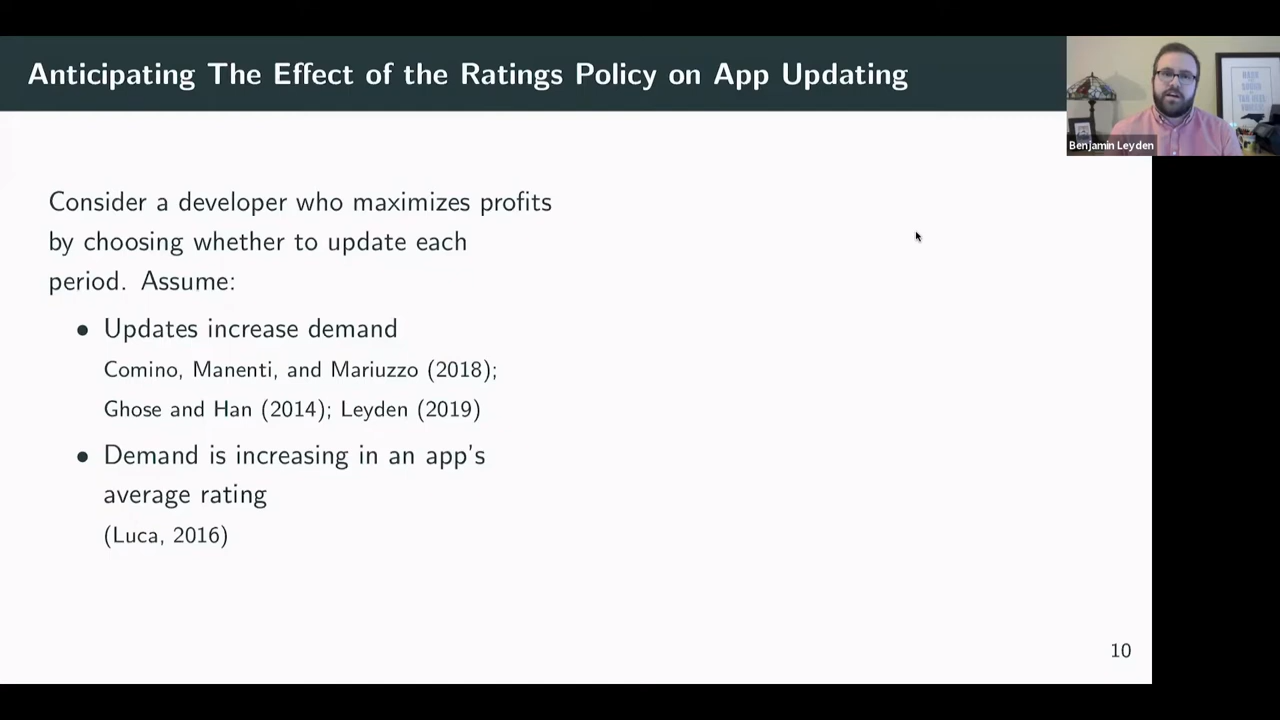 Anticipating The Effect of the Ratings Policy on App Updating
Benjamin Leyden
Consider a developer who maximizes profits
by choosing whether to update each
period. Assume:
• Updates increase demand
Comino, Manenti, and Mariuzzo (2018);
Ghose and Han (2014); Leyden (2019)
• Demand is increasing in an app's
average rating
(Luca, 2016)
10